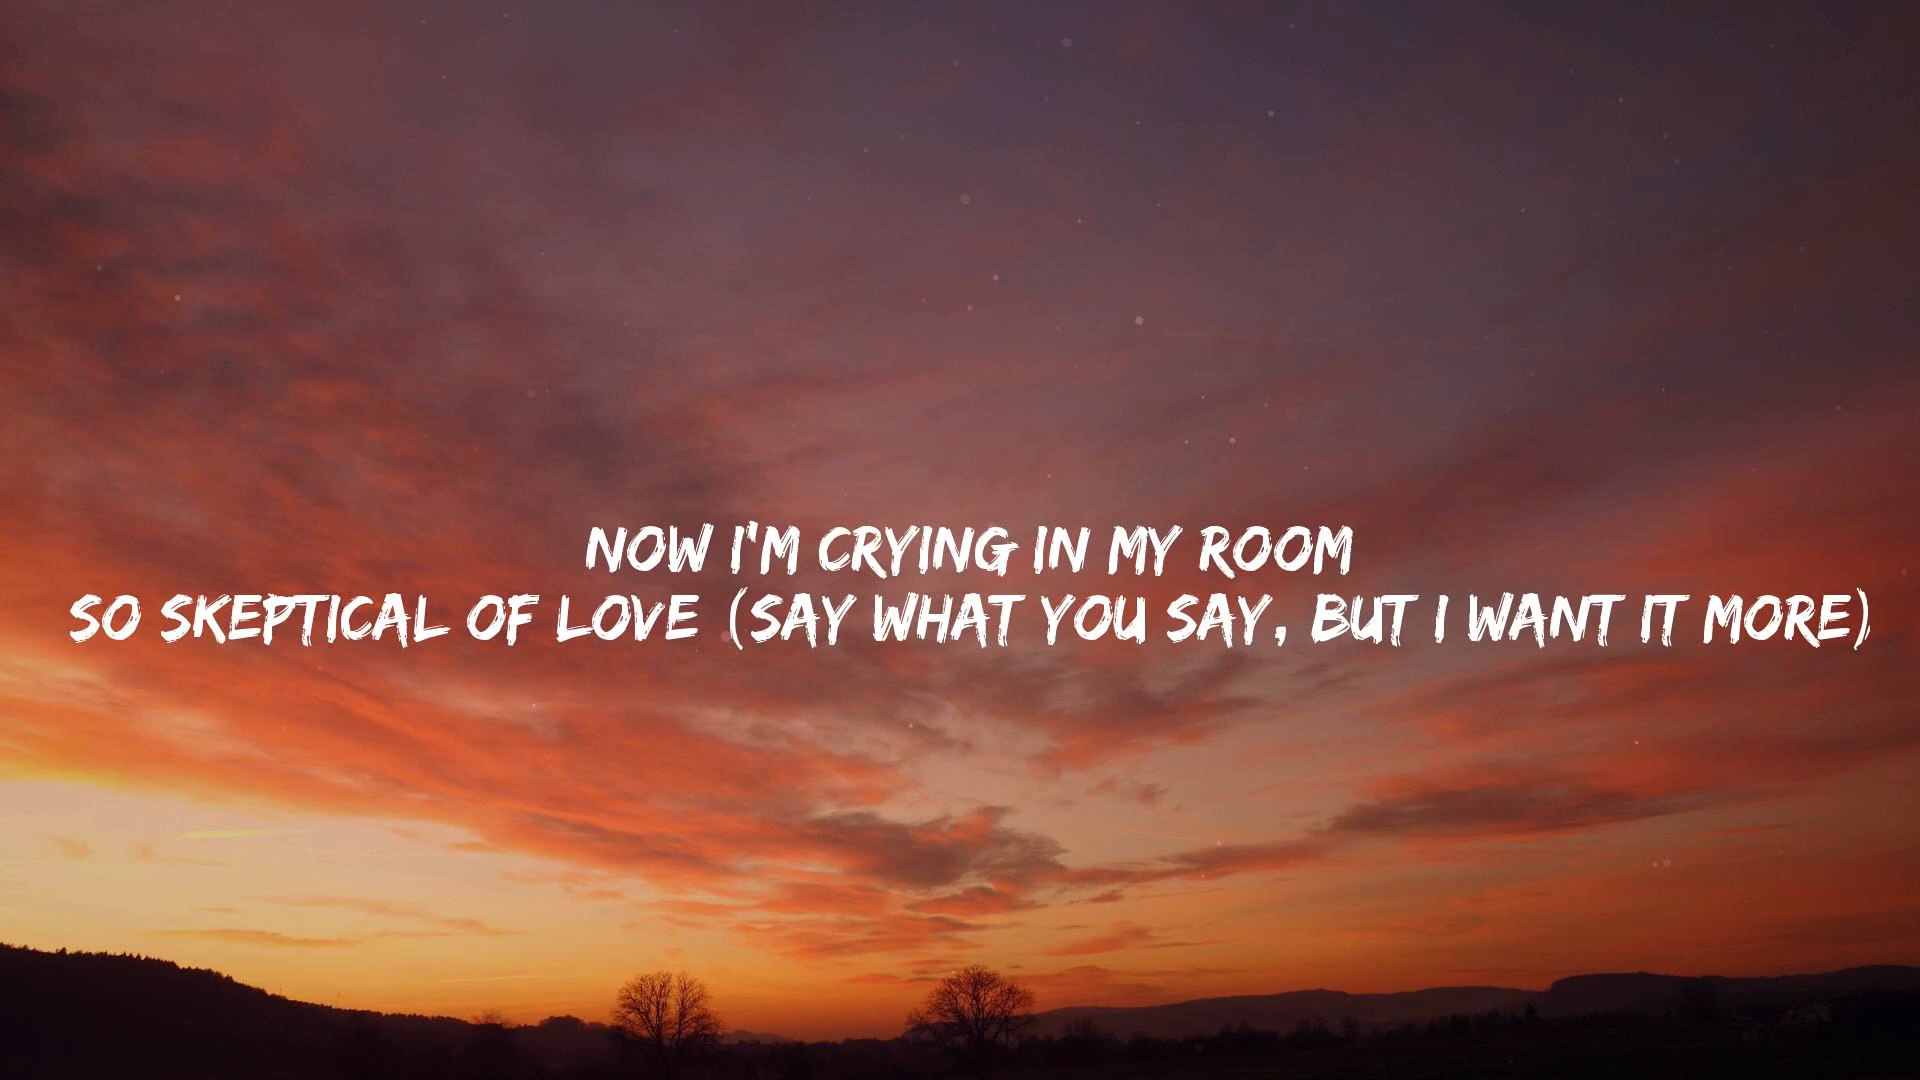 NOW I'M CRYING IN MY ROOM
SO SKEPTICAL OF LOVE (SAY WHAT YOU SAY, BUT I WANT IT MORE)